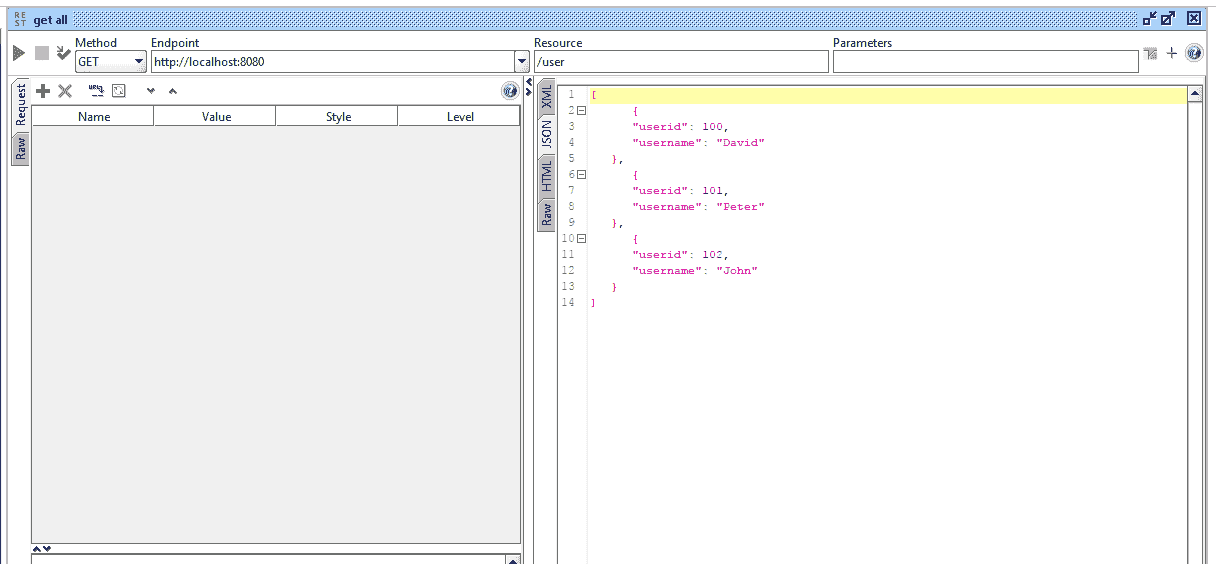 RE
ST get all
Method Endpoint Resource Parameters
GET http://localhost:8080 /user
Request
Raw
Name Value Style Level
XML
JSON
HTML
Raw
1 [
2 {
3 "userid": 100,
4 "username": "David"
5 },
6 {
7 "userid": 101,
8 "username": "Peter"
9 },
10 {
11 "userid": 102,
12 "username": "John"
13 }
14 ]